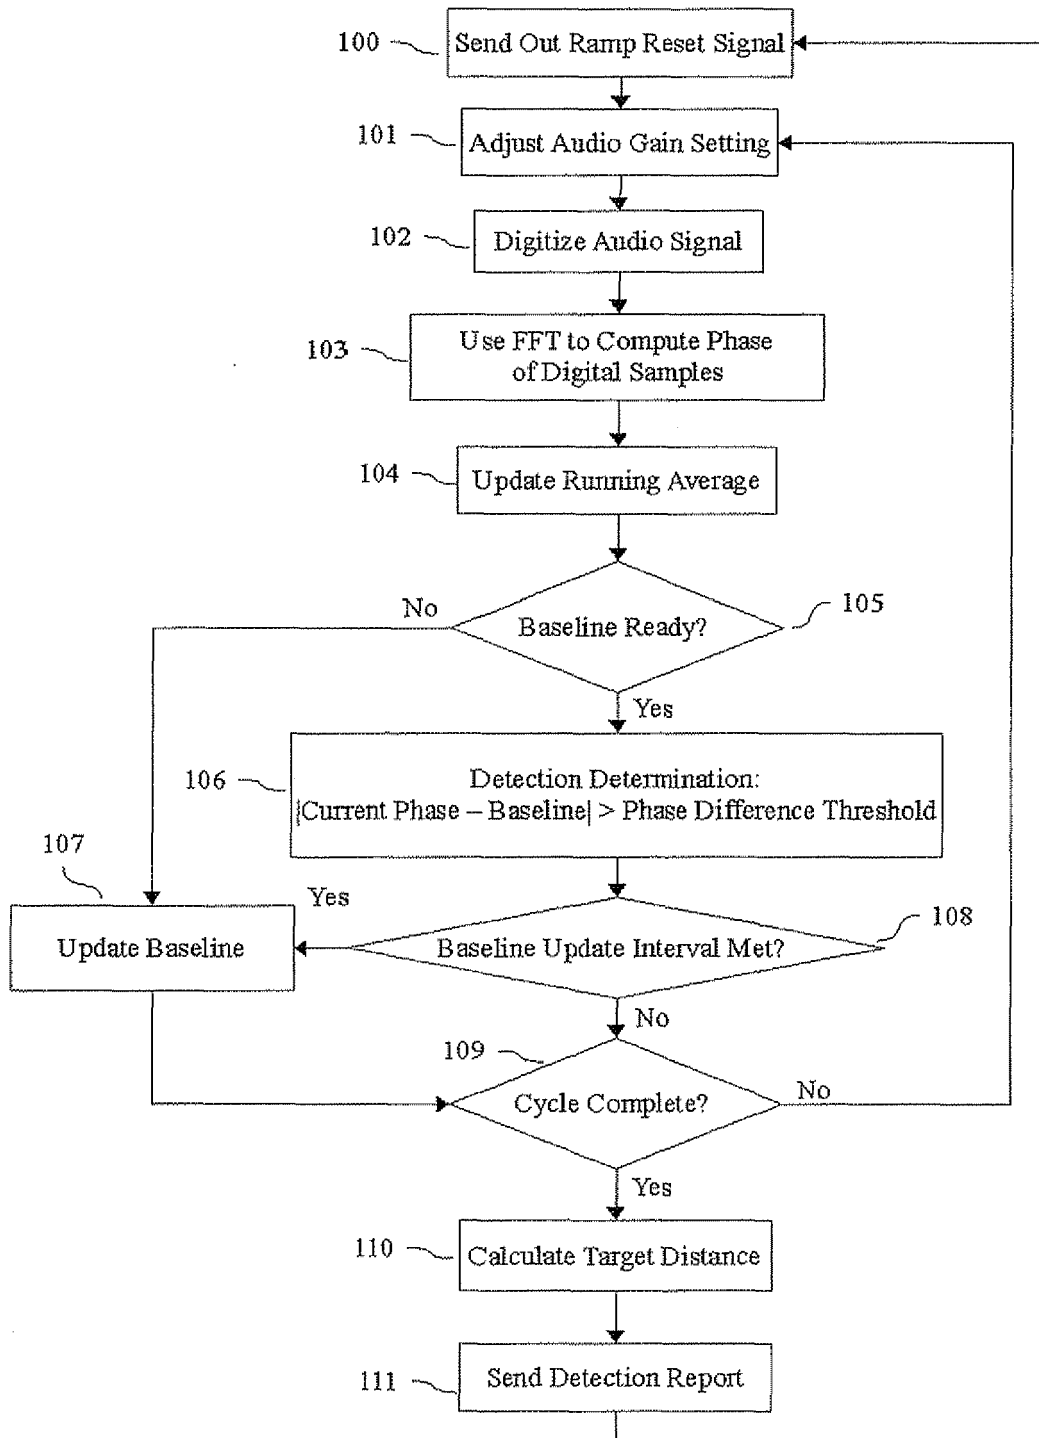 100
Send Out Ramp Reset Signal
101
Adjust Audio Gain Setting
102
Digitize Audio Signal
103
Use FFT to Compute Phase
of Digital Samples
104
Update Running Average
No
105
Baseline Ready?
Yes
106
Detection Determination:
|Current Phase – Baseline| > Phase Difference Threshold
107
Yes
108
Update Baseline
Baseline Update Interval Met?
No
109
Cycle Complete?
No
Yes
110
Calculate Target Distance
111
Send Detection Report